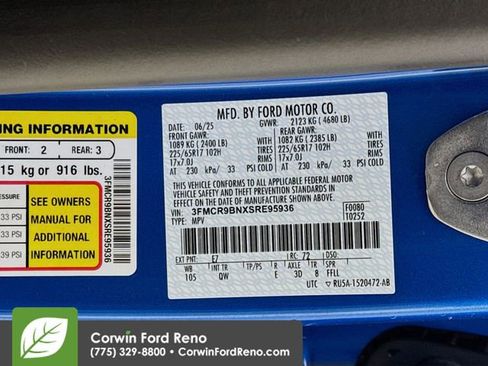 ING INFORMATION
FRONT: 2 REAR: 3
15 kg or 916 lbs.
ESSURE
33 PSI
33 PSI
39 PSI
SEE OWNERS
MANUAL FOR
ADDITIONAL
INFORMATION
3FMCR9BNXSRE95936
MFD. BY FORD MOTOR CO.
DATE: 06/25 GVWR: 2123 KG ( 4680 LB)
FRONT GAWR: REAR GAWR:
1089 KG ( 2400 LB) 1082 KG ( 2385 LB)
225/65R17 102H TIRES 225/65R17 102H
17x7.0J RIMS 17x7.0J
AT 230 kPa/ 33 PSI COLD AT 230 kPa/ 33 PSI COLD
THIS VEHICLE CONFORMS TO ALL APPLICABLE FEDERAL MOTOR
VEHICLE SAFETY AND THEFT PREVENTION STANDARDS IN EFFECT ON THE
DATE OF MANUFACTURE SHOWN ABOVE.
VIN: 3FMCR9BNXSRE95936 F0080
TYPE: MPV 10252
EXT PNT: E7 RC: 72 DSO:
WB INT TR TP/PS R AXLE TR SPR
105 QW E 3D 8 FFLL
UTC RU5A-1520472-AB
Corwin Ford Reno
(775) 329-8800 • CorwinFordReno.com